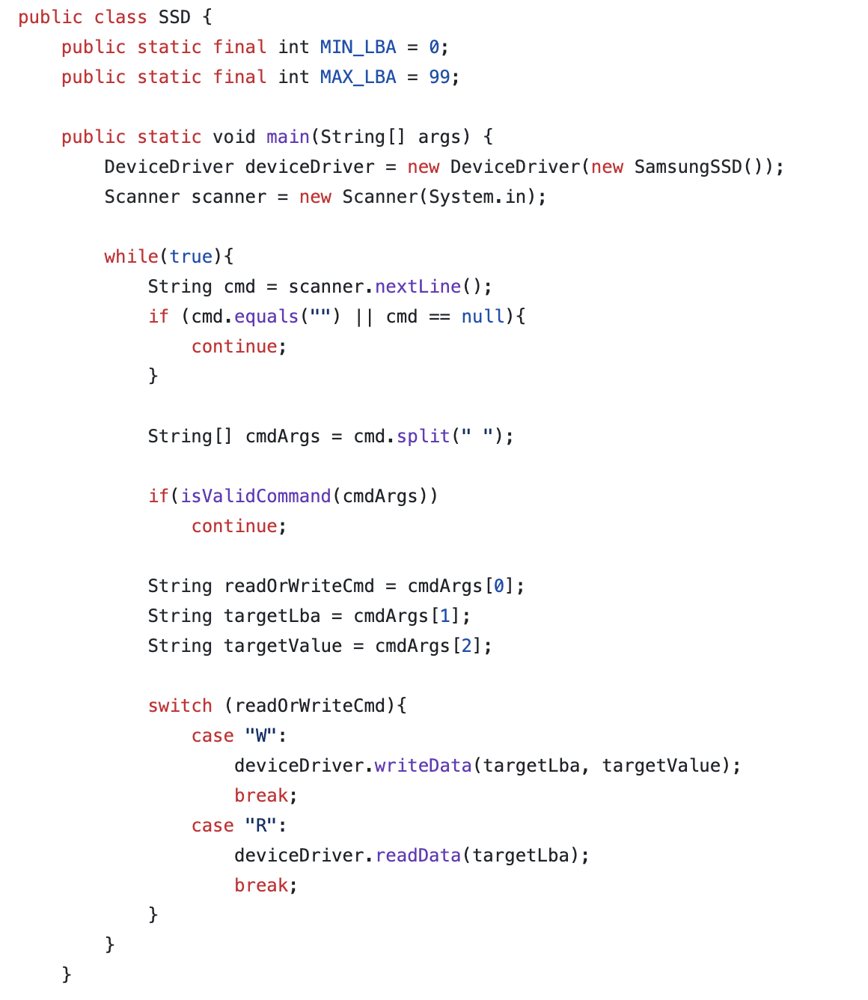 public class SSD {
    public static final int MIN_LBA = 0;
    public static final int MAX_LBA = 99;

    public static void main(String[] args) {
        DeviceDriver deviceDriver = new DeviceDriver(new SamsungSSD());
        Scanner scanner = new Scanner(System.in);

        while(true){
            String cmd = scanner.nextLine();
            if (cmd.equals("") || cmd == null){
                continue;
            }

            String[] cmdArgs = cmd.split(" ");

            if(isValidCommand(cmdArgs))
                continue;

            String readOrWriteCmd = cmdArgs[0];
            String targetLba = cmdArgs[1];
            String targetValue = cmdArgs[2];

            switch (readOrWriteCmd){
                case "W":
                    deviceDriver.writeData(targetLba, targetValue);
                    break;
                case "R":
                    deviceDriver.readData(targetLba);
                    break;
            }
        }
    }